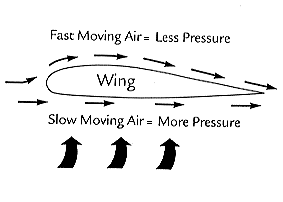 Fast Moving Air = Less Pressure
Wing
Slow Moving Air = More Pressure